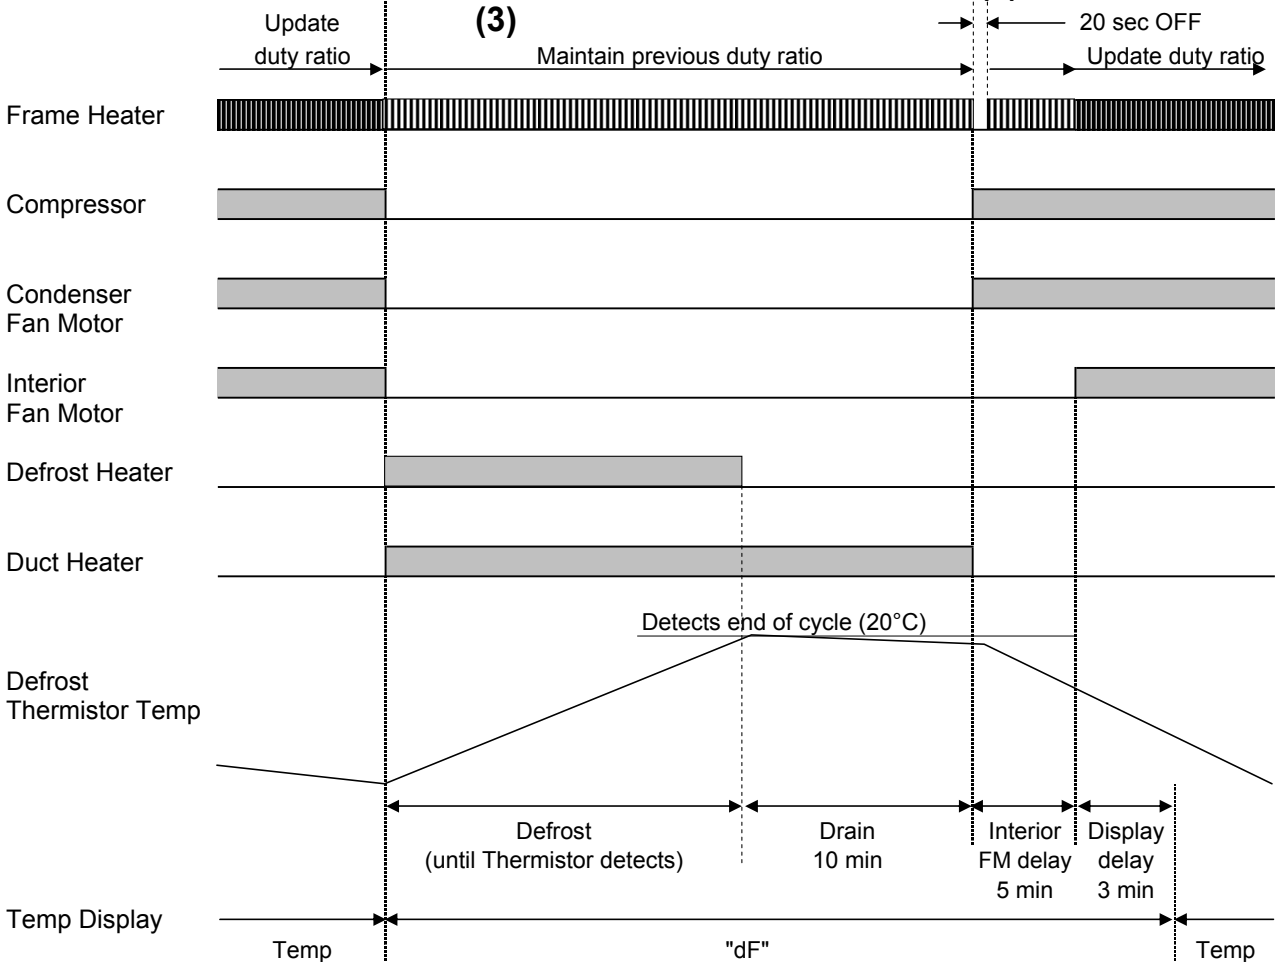 (3)
Update
duty ratio
Maintain previous duty ratio
20 sec OFF
Update duty ratio
Frame Heater
Compressor
Condenser
Fan Motor
Interior
Fan Motor
Defrost Heater
Duct Heater
Detects end of cycle (20°C)
Defrost
Thermistor Temp
Defrost
(until Thermistor detects)
Drain
10 min
Interior
FM delay
5 min
Display
delay
3 min
Temp Display
Temp
"dF"
Temp